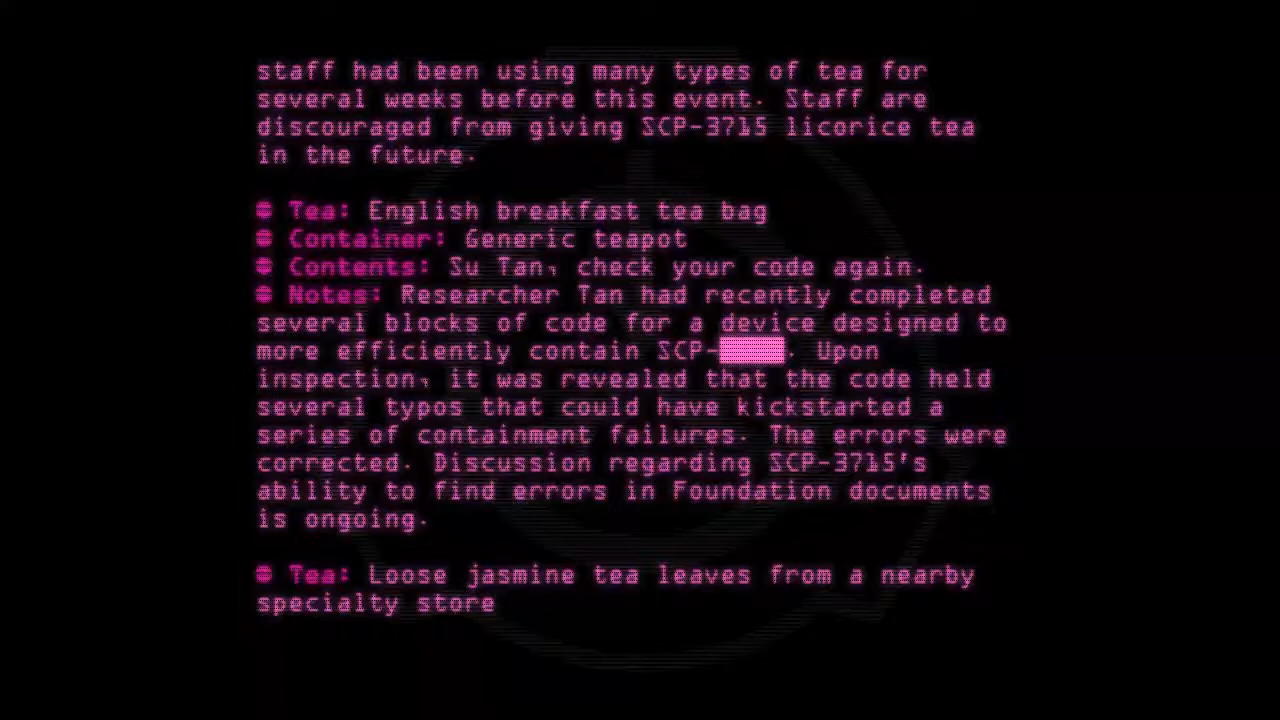 staff had been using many types of tea for
several weeks before this event. Staff are
discouraged from giving SCP-3715 licorice tea
in the future.
● Tea: English breakfast tea bag
● Container: Generic teapot
● Contents: Su Tan, check your code again.
● Notes: Researcher Tan had recently completed
several blocks of code for a device designed to
more efficiently contain SCP-████. Upon
inspection, it was revealed that the code held
several typos that could have kickstarted a
series of containment failures. The errors were
corrected. Discussion regarding SCP-3715's
ability to find errors in Foundation documents
is ongoing.
● Tea: Loose jasmine tea leaves from a nearby
specialty store